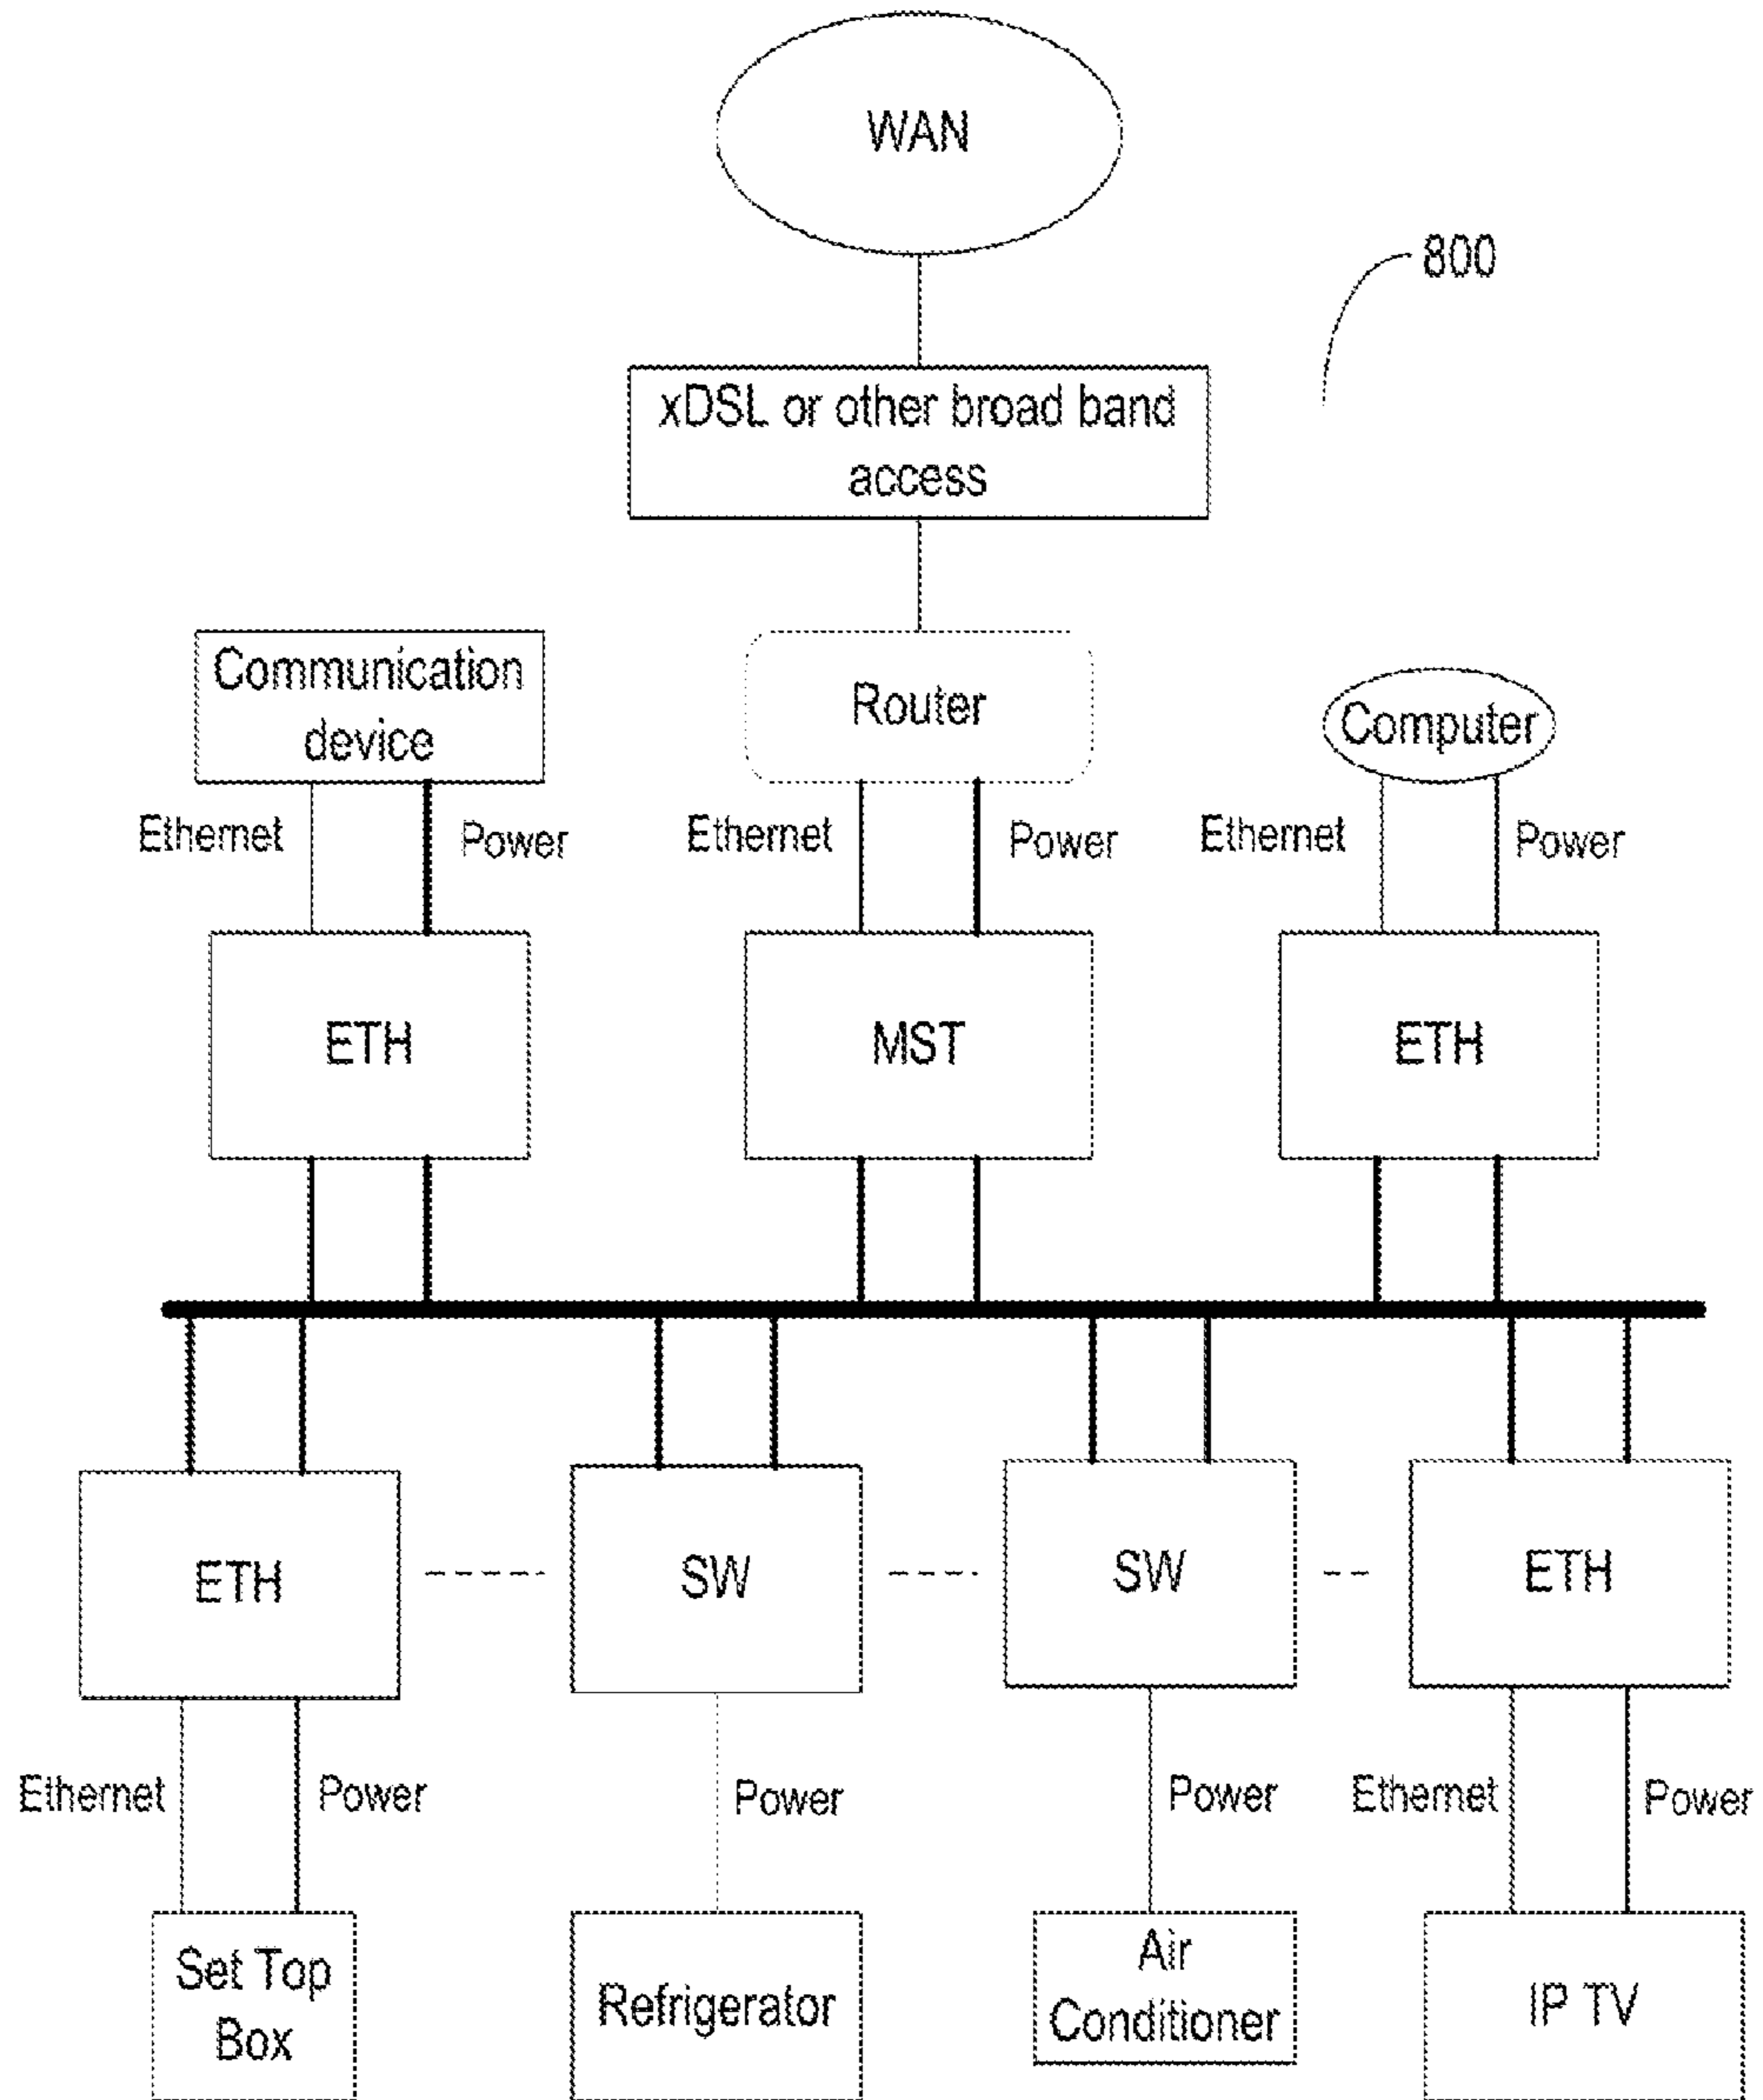 WAN
800
xDSL or other broad band
access
Communication
device
Router
Computer
Ethernet
Power
Ethernet
Power
Ethernet
Power
ETH
MST
ETH
ETH
SW
SW
ETH
Ethernet
Power
Power
Power
Ethernet
Power
Set Top
Box
Refrigerator
Air
Conditioner
IP TV